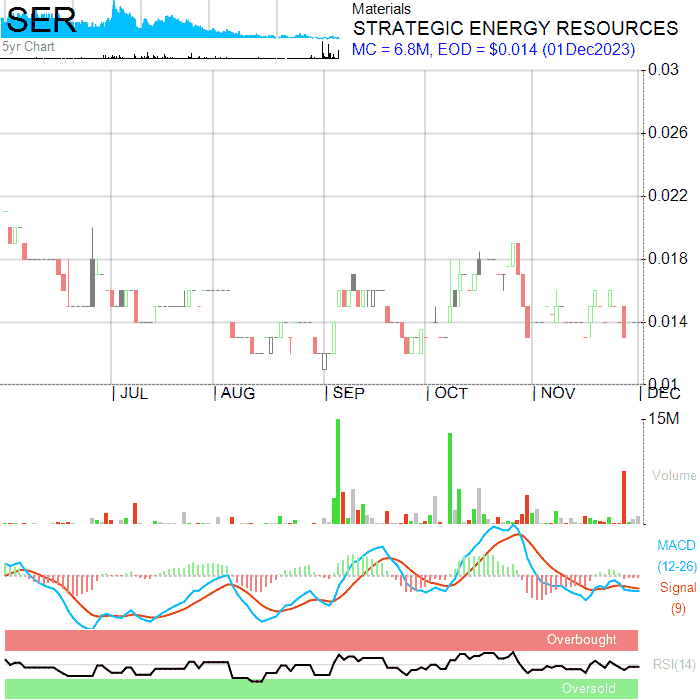 SER
5yr Chart
Materials
STRATEGIC ENERGY RESOURCES
MC = 6.8M, EOD = $0.014 (01Dec2023)
0.03
0.026
0.022
0.018
0.014
0.01
JUL AUG SEP OCT NOV DEC
15M
Volume
MACD
(12-26)
Signal
(9)
Overbought
RSI(14)
Oversold